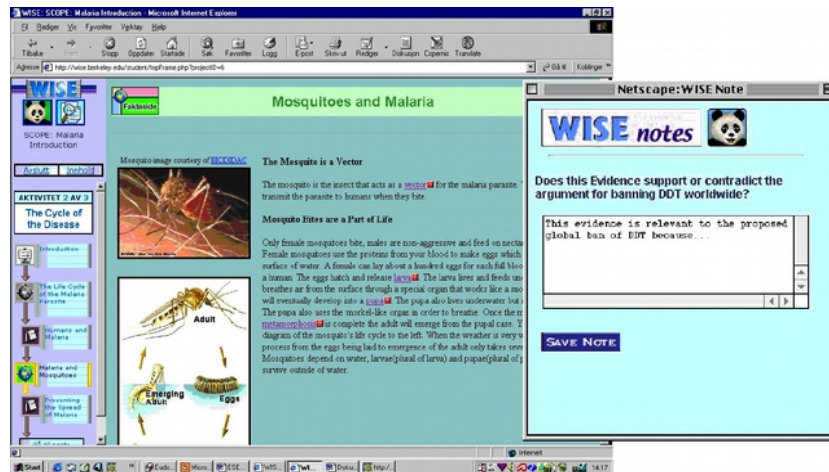 WISE: SCOPE: Malaria Introduction - Microsoft Internet Explorer
Fil Rediger Vis Favoritter Verktøy Hjelp
Tilbake Frem Stopp Oppdater Startside Søk Favoritter Logg E-post Skriv ut Rediger Diskusjon Copernic Translate
Adresse http://wise.berkeley.edu/student/topFrame.php?projectID=6 Gå til Koblinger
WISE
SCOPE: Malaria
Introduction
Avslutt Innhold
AKTIVITET 2 AV 3
The Cycle of
the Disease
Introduction
The Life Cycle
of the Malaria
Parasite
Humans and
Malaria
Malaria and
Mosquitoes
Preventing
the Spread
of Malaria
Faktaside
Mosquitoes and Malaria
Mosquito image courtesy of BIODIDAC
Adult
Emerging
Adult
Eggs
The Mosquito is a Vector
The mosquito is the insect that acts as a vector for the malaria parasite.
transmit the parasite to humans when they bite.
Mosquito Bites are a Part of Life
Only female mosquitoes bite, males are non-aggressive and feed on nectar
Female mosquitoes use the proteins from your blood to make eggs which
surface of water. A female can lay about a hundred eggs for each full
a human. The eggs hatch and release larva. The larva lives and feeds
breathes air from the surface through a special organ that works like a
will eventually develop into a pupa. The pupa also lives underwater but
The pupa also uses the snorkel-like organ in order to breathe. Once the
metamorphosis is complete the adult will emerge from the pupal case.
diagram of the mosquito's life cycle to the left. When the weather is very
process from the eggs being laid to emergence of the adult only takes
Mosquitoes depend on water, larvae(plural of larva) and pupae(plural of
survive outside of water.
Netscape: WISE Note
WISE notes
Does this Evidence support or contradict the
argument for banning DDT worldwide?
This evidence is relevant to the proposed
global ban of DDT because...
SAVE NOTE
Internet
Start 14:17